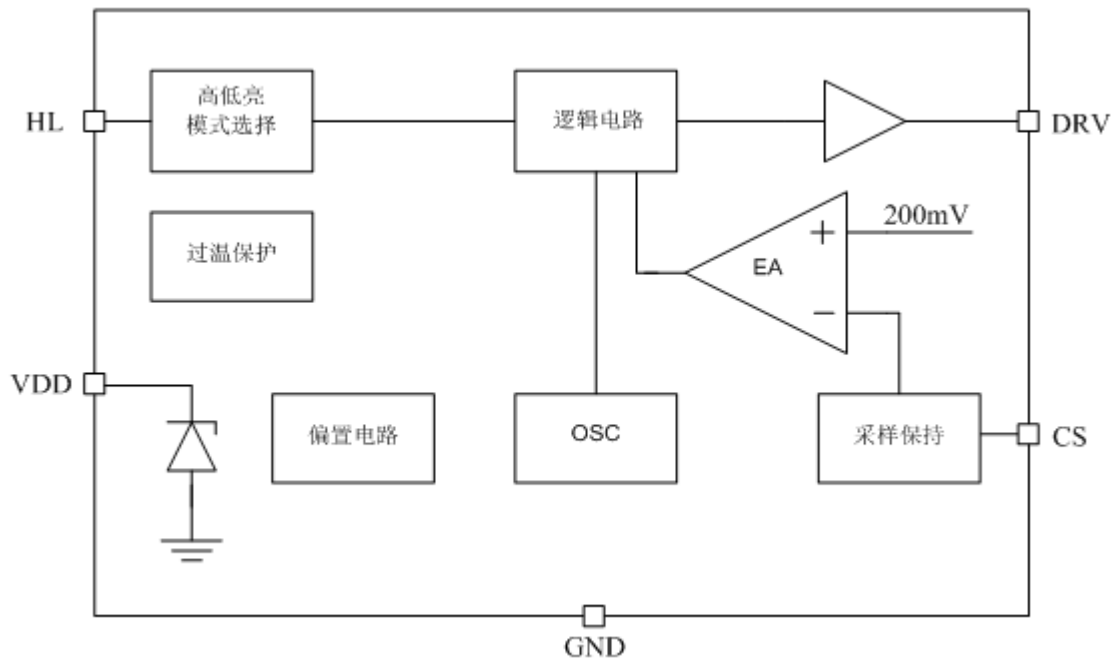 高低亮
模式选择
HL
逻辑电路
DRV
200mV
+
EA
−
过温保护
VDD
偏置电路
OSC
采样保持
CS
GND